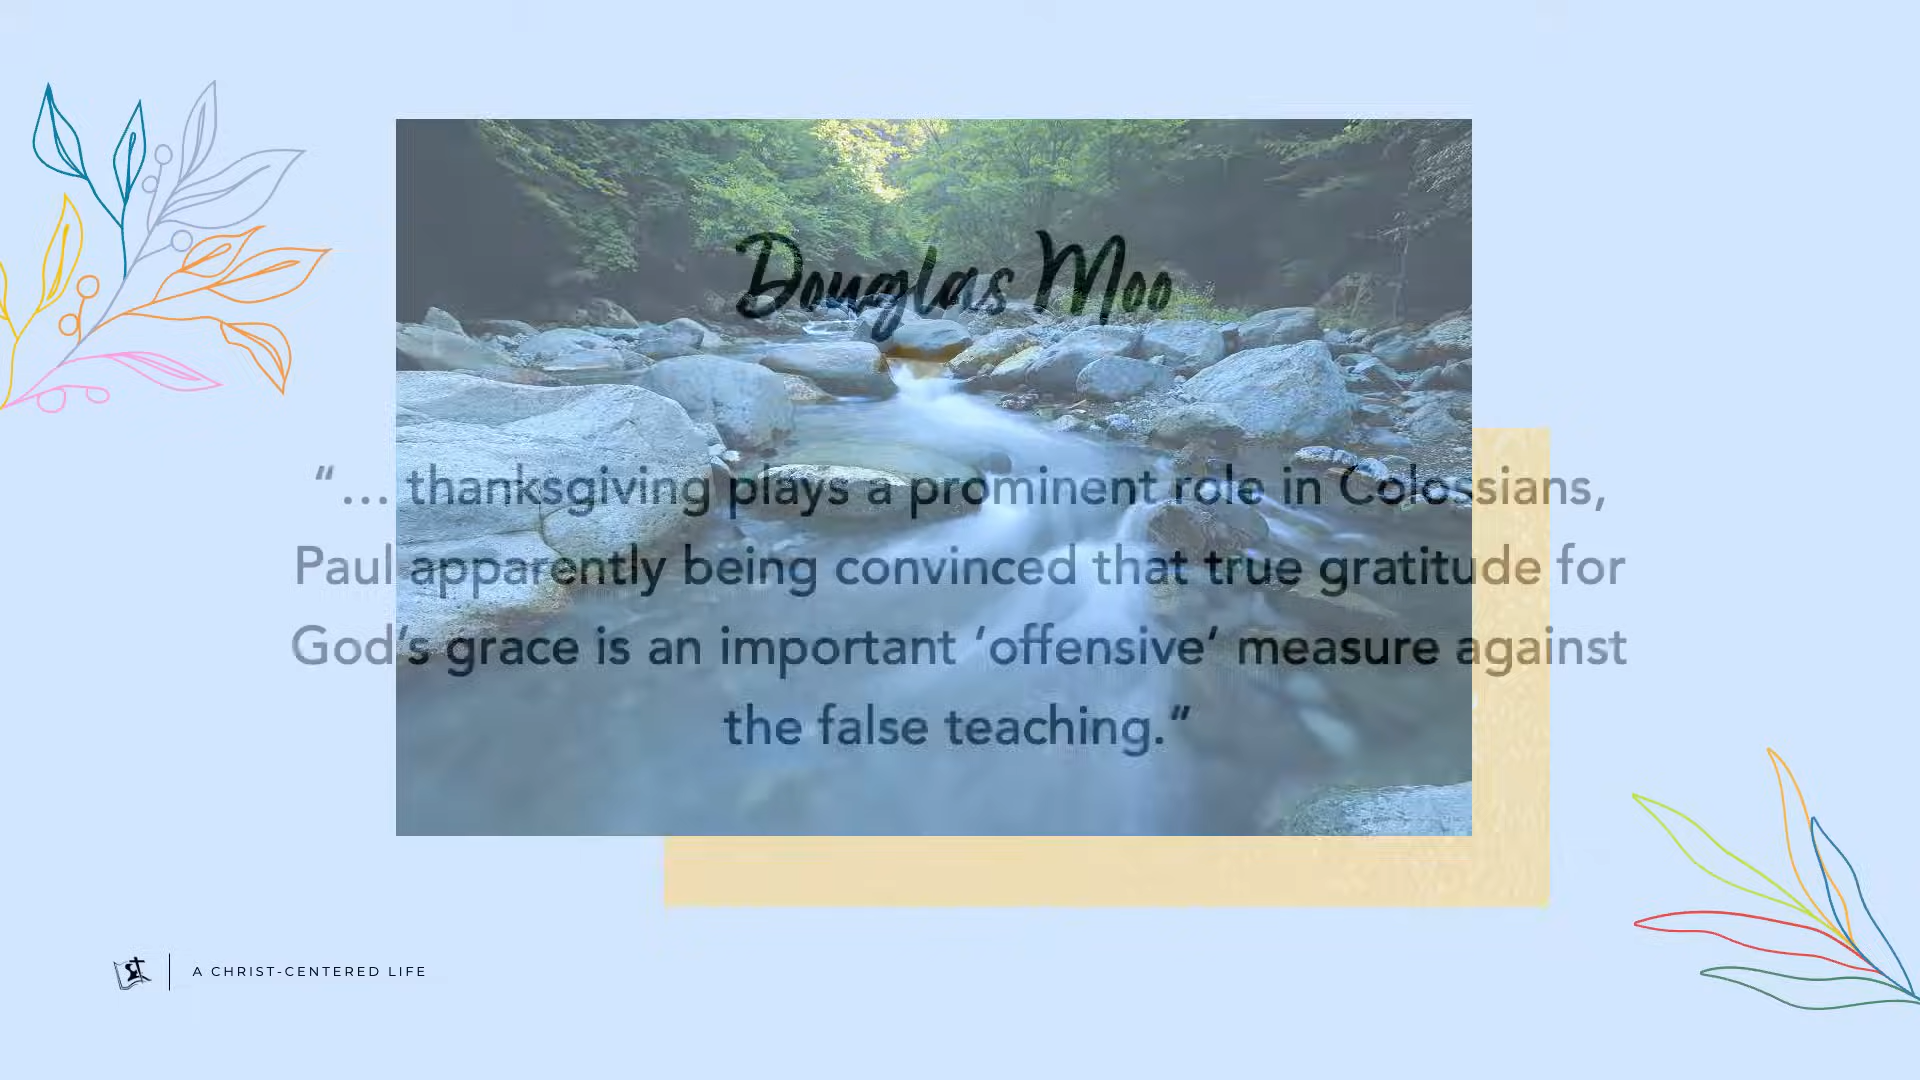 Douglas Moo
“... thanksgiving plays a prominent role in Colossians,
Paul apparently being convinced that true gratitude for
God’s grace is an important ‘offensive’ measure against
the false teaching.”
A CHRIST-CENTERED LIFE